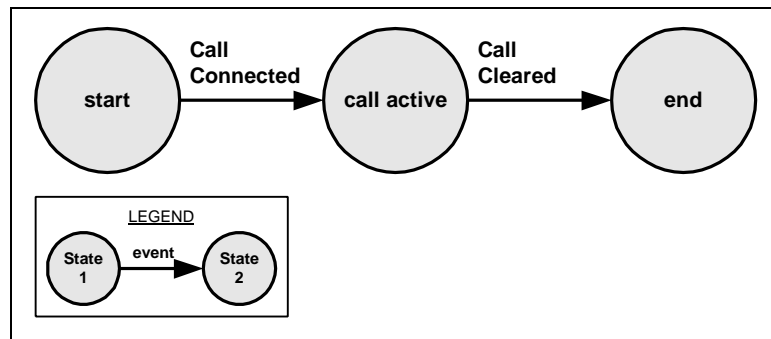 Call
Connected
Call
Cleared
start
call active
end
LEGEND
State
1
event
State
2